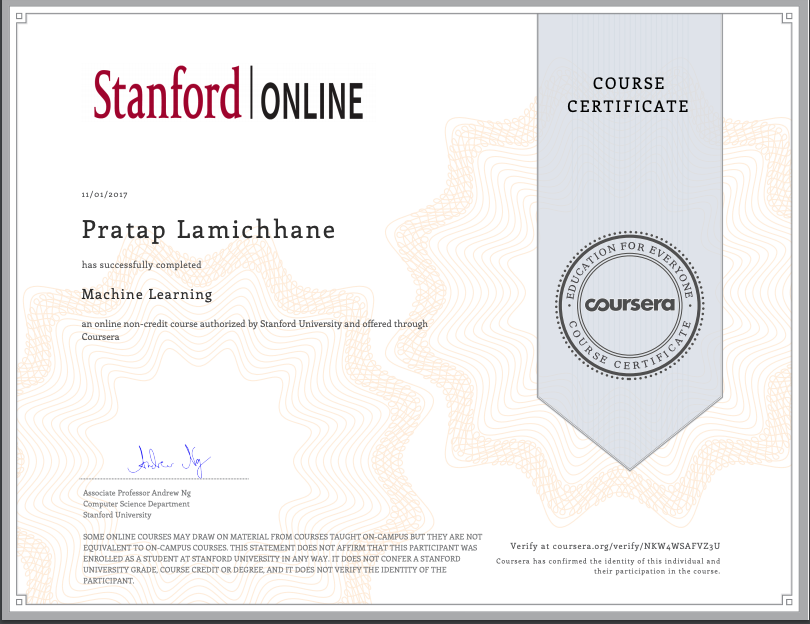 Stanford | ONLINE
COURSE
CERTIFICATE
11/01/2017
Pratap Lamichhane
has successfully completed
Machine Learning
an online non-credit course authorized by Stanford University and offered through
Coursera
EDUCATION FOR EVERYONE
coursera
COURSE CERTIFICATE
Andrew Ng
Associate Professor Andrew Ng
Computer Science Department
Stanford University
SOME ONLINE COURSES MAY DRAW ON MATERIAL FROM COURSES TAUGHT ON-CAMPUS BUT THEY ARE NOT
EQUIVALENT TO ON-CAMPUS COURSES. THIS STATEMENT DOES NOT AFFIRM THAT THIS PARTICIPANT WAS
ENROLLED AS A STUDENT AT STANFORD UNIVERSITY IN ANY WAY. IT DOES NOT CONFER A STANFORD
UNIVERSITY GRADE, COURSE CREDIT OR DEGREE, AND IT DOES NOT VERIFY THE IDENTITY OF THE
PARTICIPANT.
Verify at coursera.org/verify/NKW4WSAFVZ3U
Coursera has confirmed the identity of this individual and
their participation in the course.